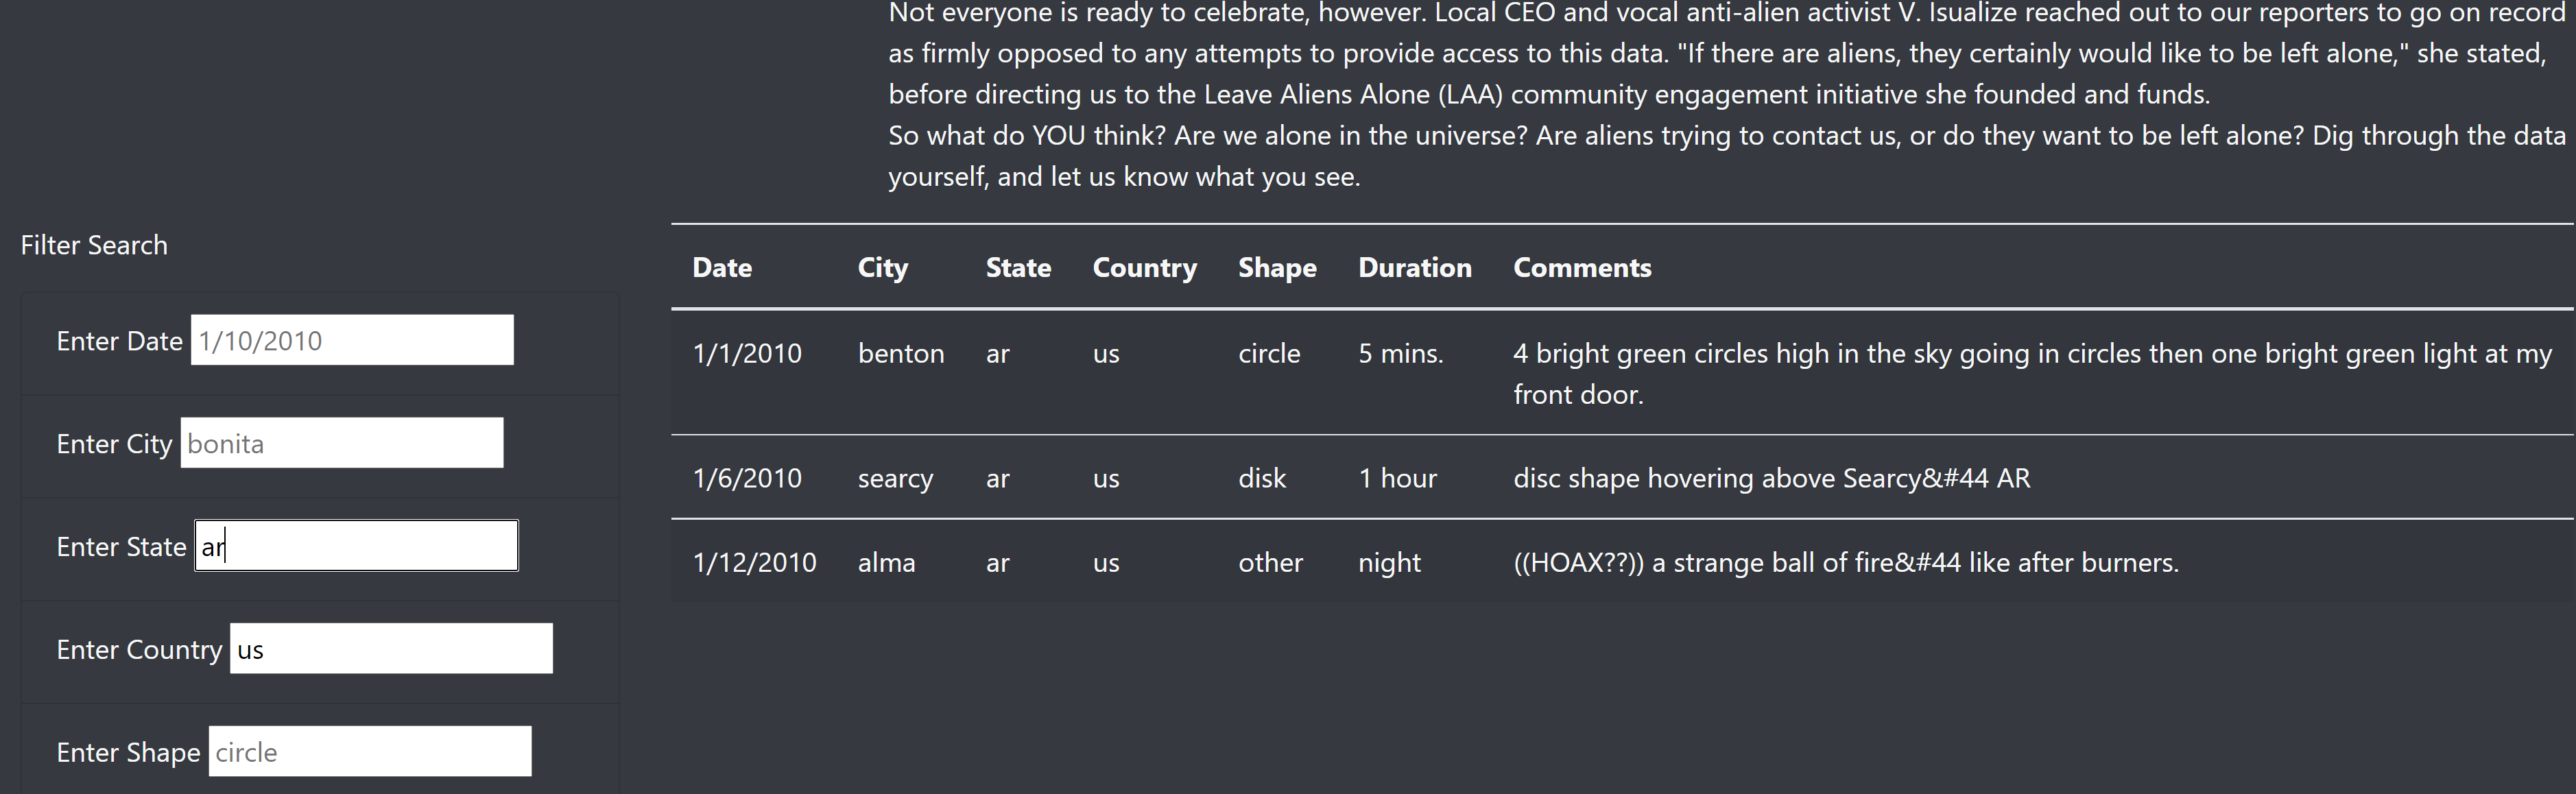 Not everyone is ready to celebrate, however. Local CEO and vocal anti-alien activist V. Isualize reached out to our reporters to go on record
as firmly opposed to any attempts to provide access to this data. "If there are aliens, they certainly would like to be left alone," she stated,
before directing us to the Leave Aliens Alone (LAA) community engagement initiative she founded and funds.
So what do YOU think? Are we alone in the universe? Are aliens trying to contact us, or do they want to be left alone? Dig through the data
yourself, and let us know what you see.
Filter Search
Enter Date 1/10/2010
Enter City bonita
Enter State ar
Enter Country us
Enter Shape circle
Date City State Country Shape Duration Comments
1/1/2010 benton ar us circle 5 mins. 4 bright green circles high in the sky going in circles then one bright green light at my
front door.
1/6/2010 searcy ar us disk 1 hour disc shape hovering above Searcy&#44 AR
1/12/2010 alma ar us other night ((HOAX??)) a strange ball of fire&#44 like after burners.